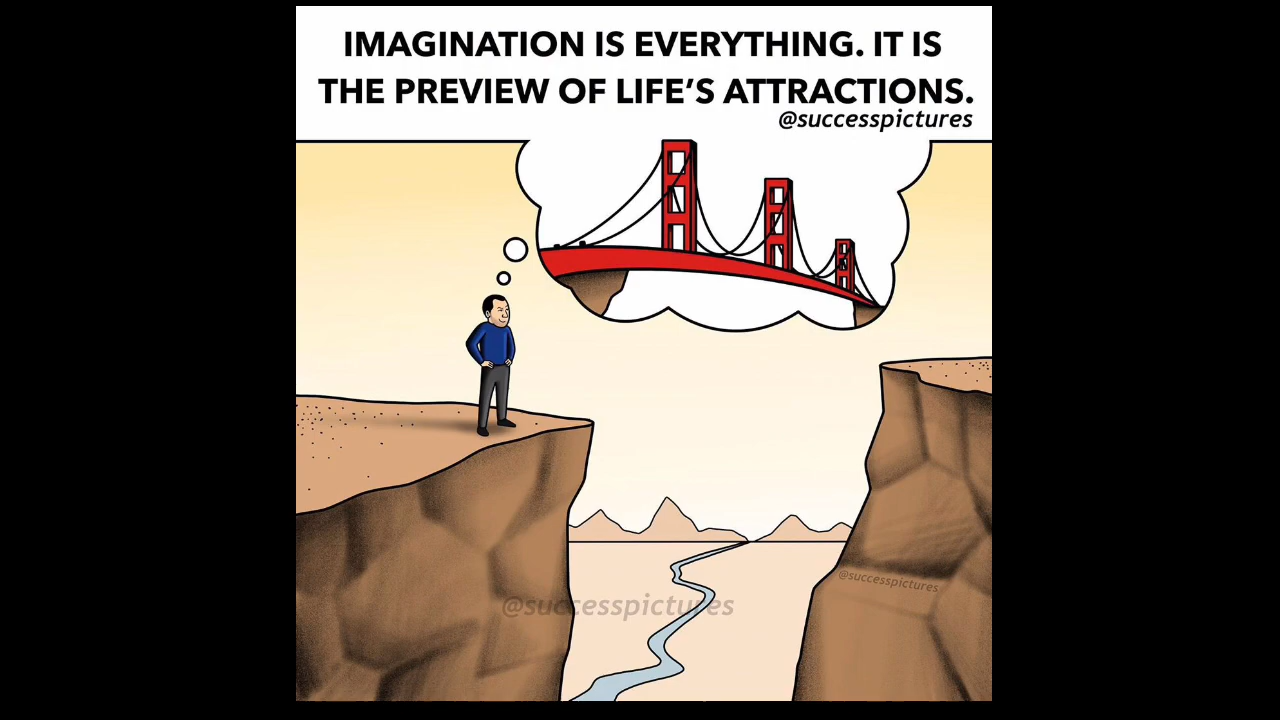 IMAGINATION IS EVERYTHING. IT IS
THE PREVIEW OF LIFE'S ATTRACTIONS.
@successpictures
@successpictures
@successpictures